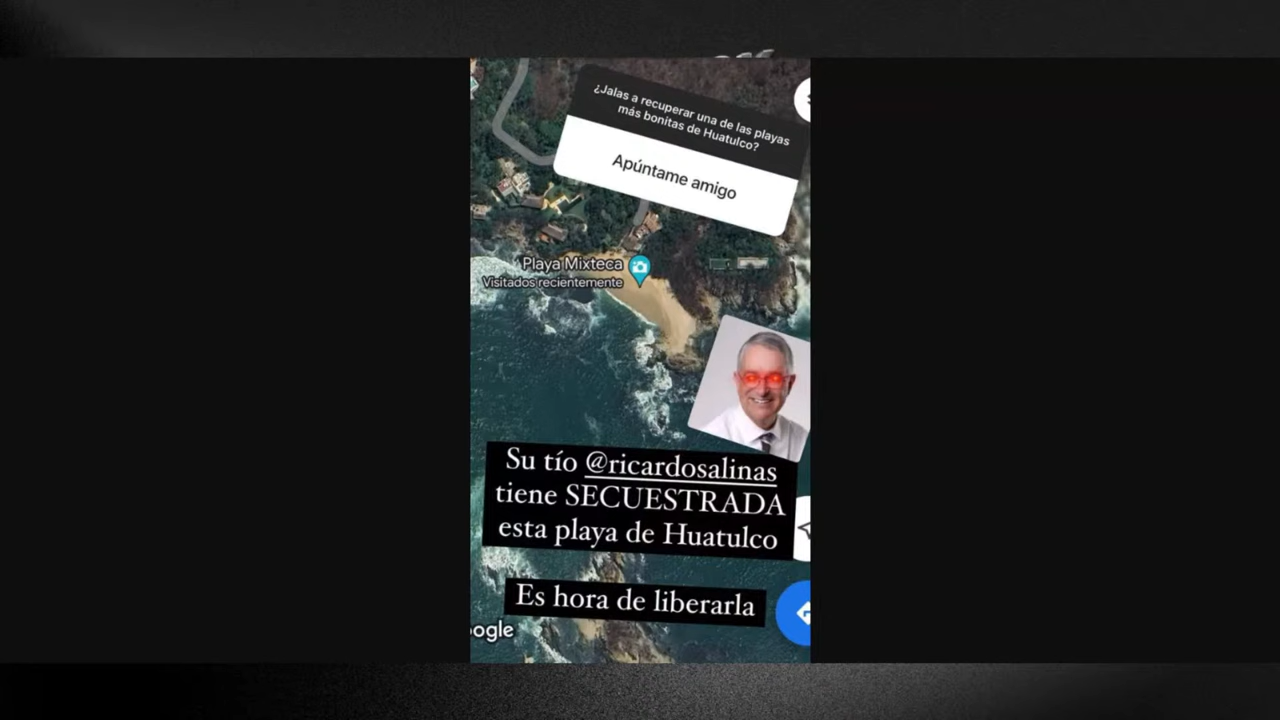 ¿Jalas a recuperar una de las playas
más bonitas de Huatulco?
Apúntame amigo
Playa Mixteca
Visitados recientemente
Su tío @ricardosalinas
tiene SECUESTRADA
esta playa de Huatulco
Es hora de liberarla
ogle